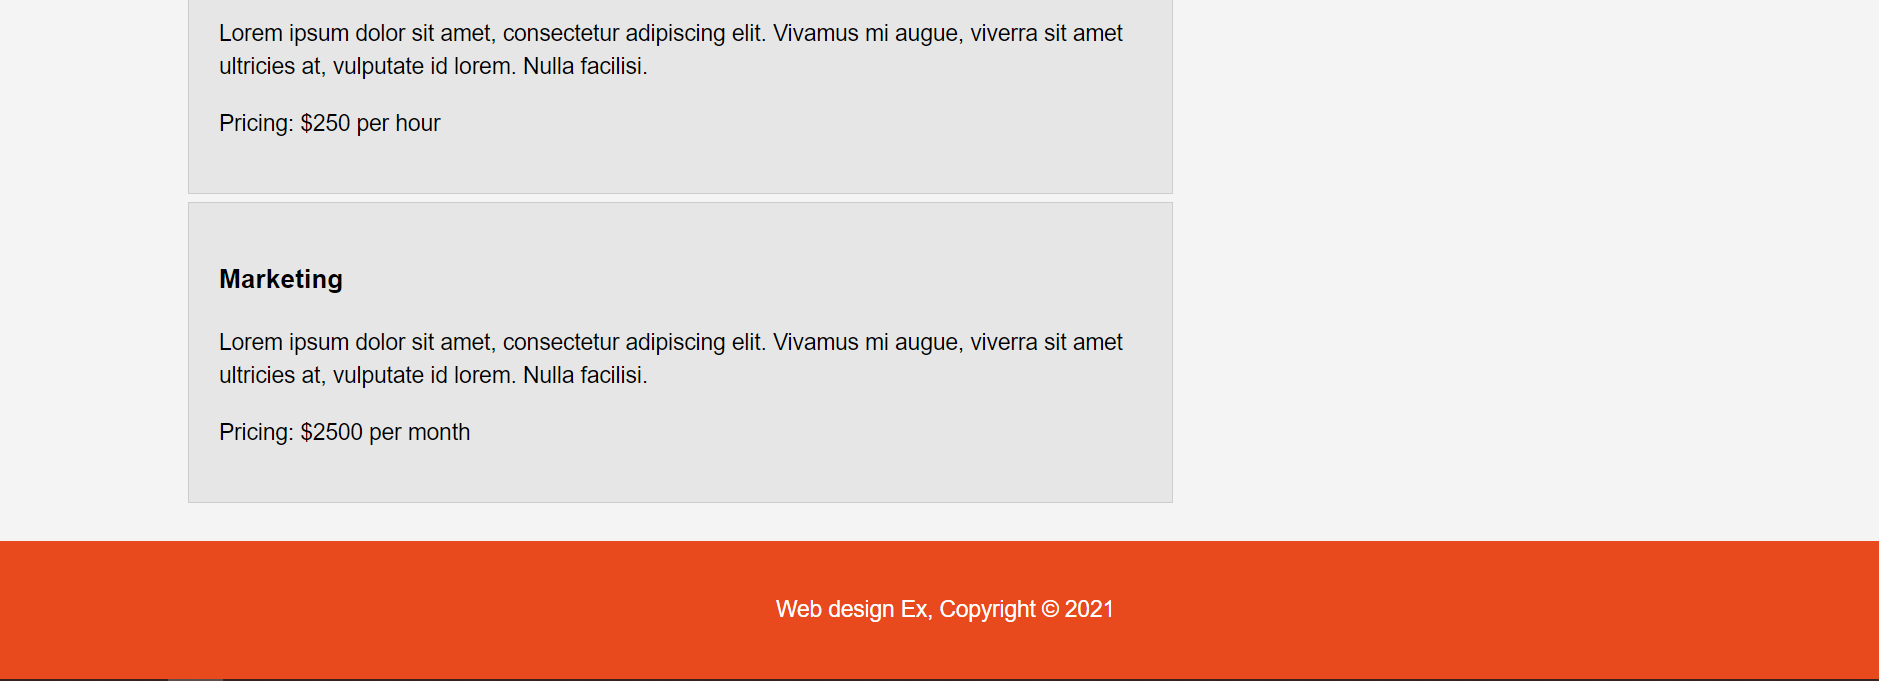 Lorem ipsum dolor sit amet, consectetur adipiscing elit. Vivamus mi augue, viverra sit amet
ultricies at, vulputate id lorem. Nulla facilisi.
Pricing: $250 per hour
Marketing
Lorem ipsum dolor sit amet, consectetur adipiscing elit. Vivamus mi augue, viverra sit amet
ultricies at, vulputate id lorem. Nulla facilisi.
Pricing: $2500 per month
Web design Ex, Copyright © 2021